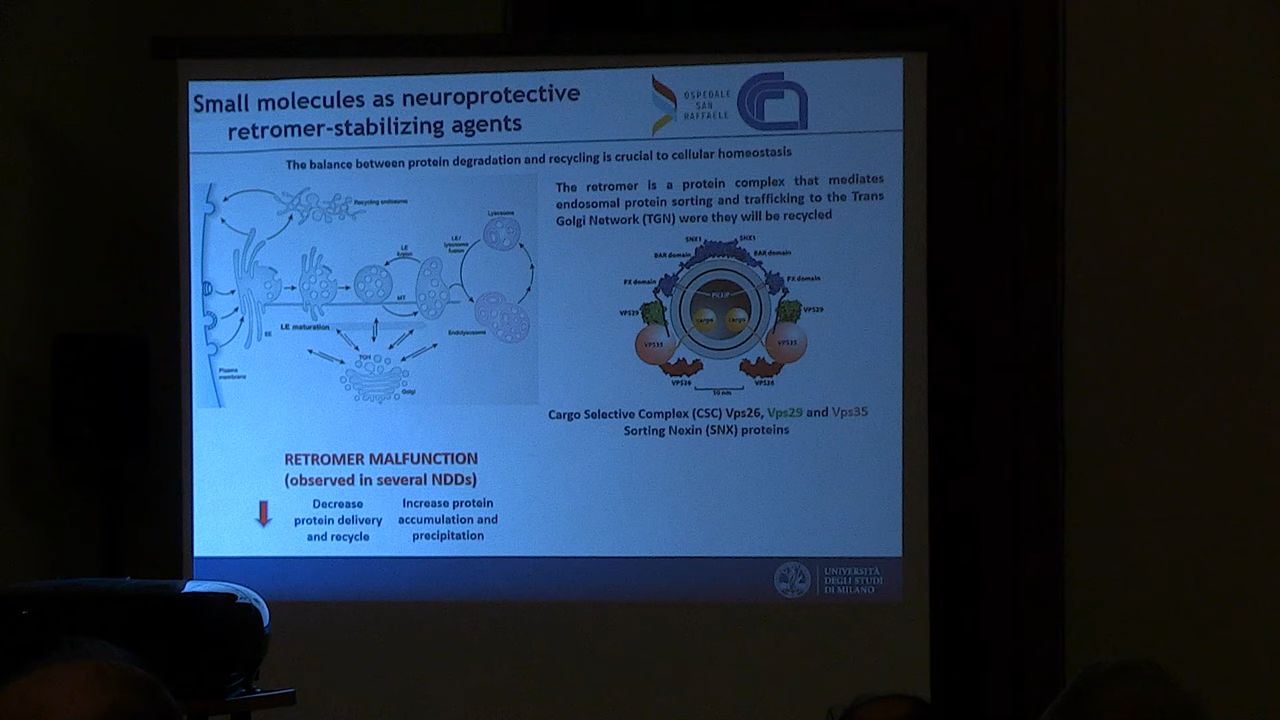 Small molecules as neuroprotective
retromer-stabilizing agents
OSPEDALE
SAN
RAFFAELE
The balance between protein degradation and recycling is crucial to cellular homeostasis
Recycling endosome
Lysosome
LE
fusion
LE/
lysosome
fusion
MT
LE maturation
EE
Endolysosome
TGN
Golgi
Plasma
membrane
The retromer is a protein complex that mediates
endosomal protein sorting and trafficking to the Trans
Golgi Network (TGN) were they will be recycled
SNX1
SNX1
BAR domain
BAR domain
PX domain
PX domain
VPS29
VPS29
cargo
cargo
VPS35
VPS35
VPS26
VPS26
10 nm
Cargo Selective Complex (CSC) Vps26, Vps29 and Vps35
Sorting Nexin (SNX) proteins
RETROMER MALFUNCTION
(observed in several NDDs)
Decrease
protein delivery
and recycle
Increase protein
accumulation and
precipitation
UNIVERSITÀ
DEGLI STUDI
DI MILANO